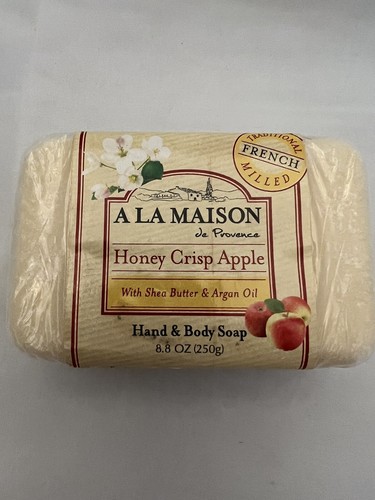 TRADITIONAL
FRENCH
MILLED
A LA MAISON
de Provence
Honey Crisp Apple
With Shea Butter & Argan Oil
Hand & Body Soap
8.8 OZ (250g)